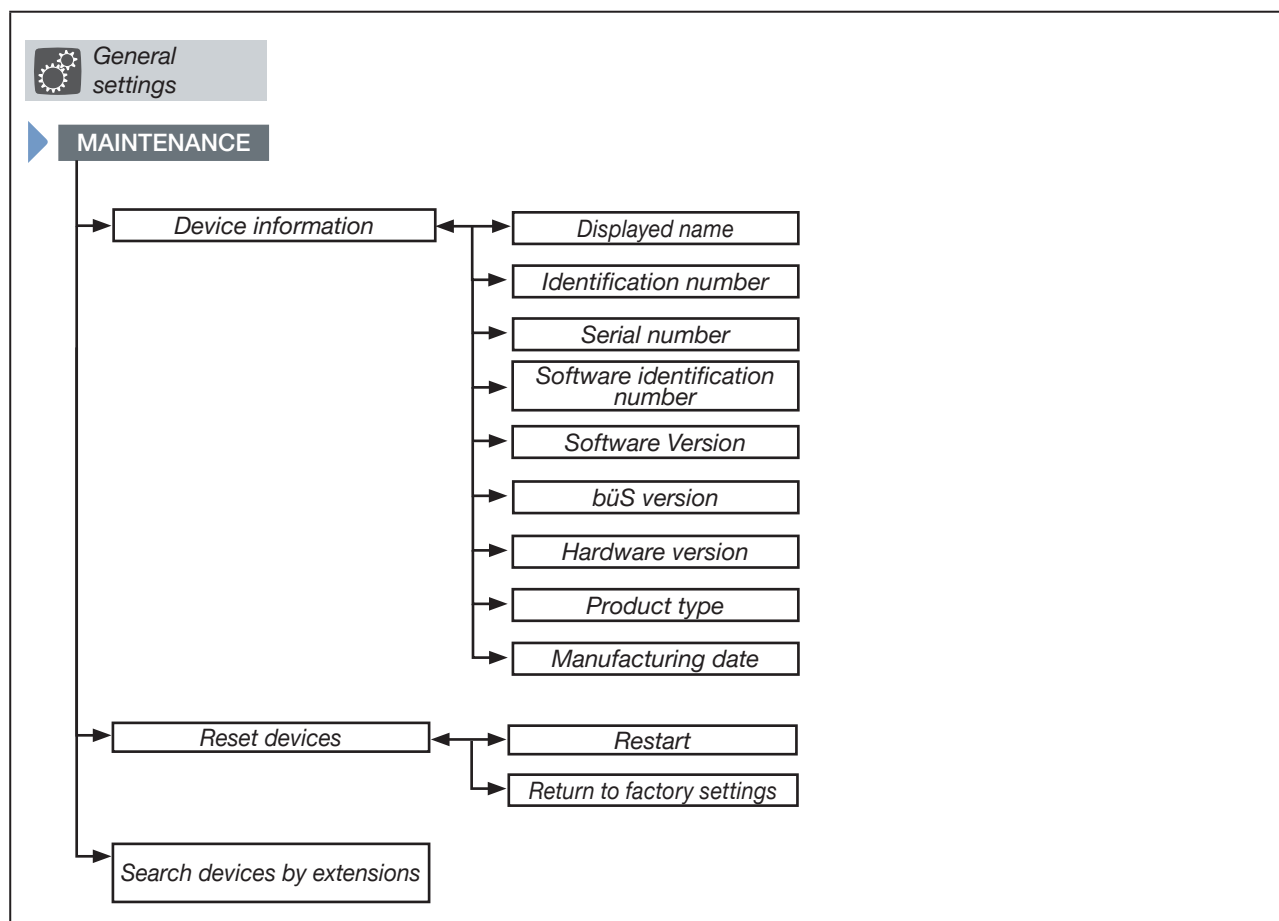 General
settings
MAINTENANCE
Device information
Displayed name
Identification number
Serial number
Software identification
number
Software Version
büS version
Hardware version
Product type
Manufacturing date
Reset devices
Restart
Return to factory settings
Search devices by extensions